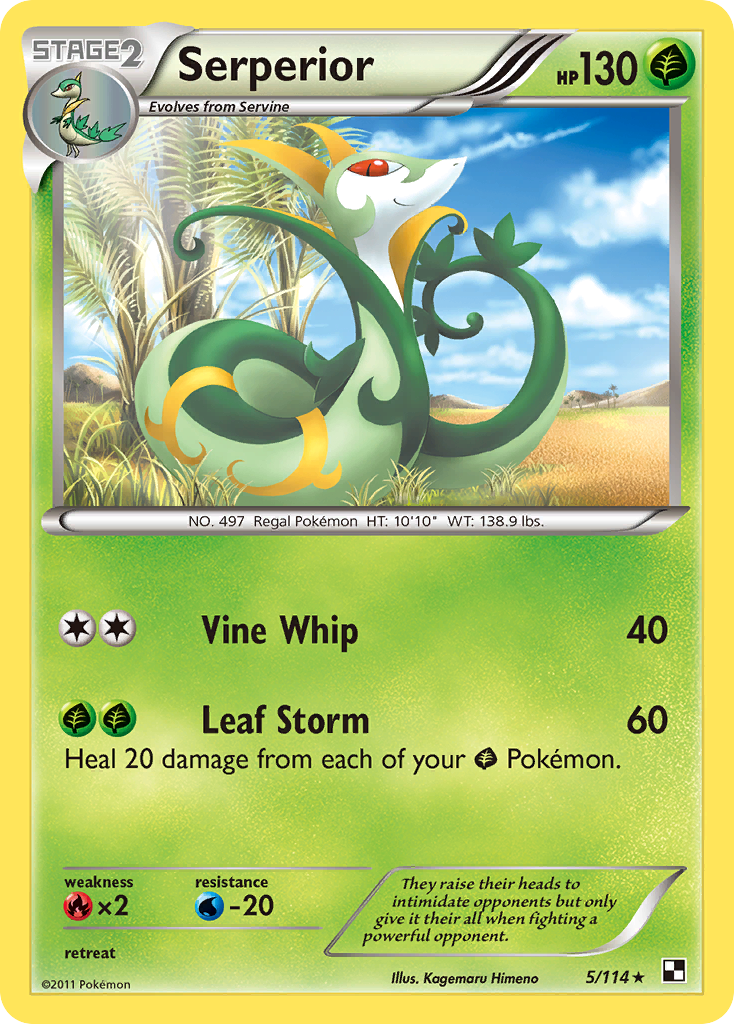 STAGE2
Serperior
HP130
Evolves from Servine
NO. 497 Regal Pokémon HT: 10'10" WT: 138.9 lbs.
Vine Whip 40
Leaf Storm 60
Heal 20 damage from each of your Pokémon.
weakness resistance
×2 -20
retreat
They raise their heads to
intimidate opponents but only
give it their all when fighting a
powerful opponent.
©2011 Pokémon Illus. Kagemaru Himeno 5/114 ★